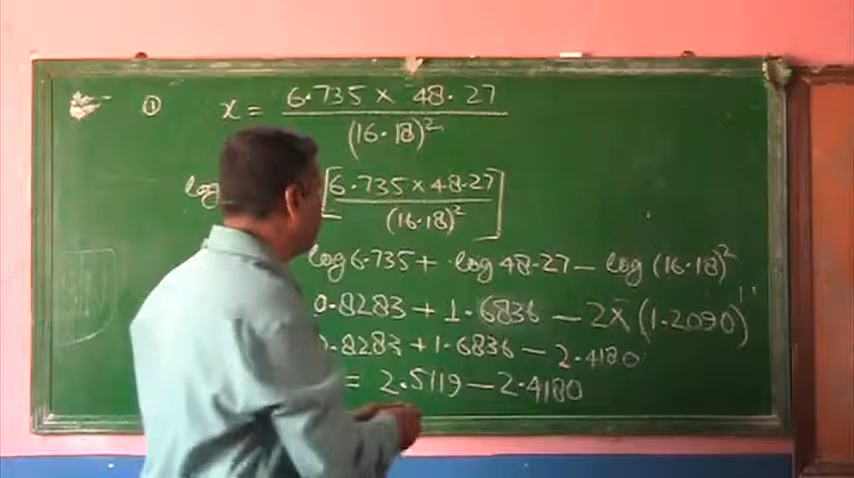 ① x = 6.735 × 48.27
(16.18)²
log [6.735 × 48.27]
(16.18)²
log 6.735 + log 48.27 - log (16.18)²
0.8283 + 1.6836 - 2 × (1.2090)
0.8283 + 1.6836 - 2.4180
= 2.5119 - 2.4180